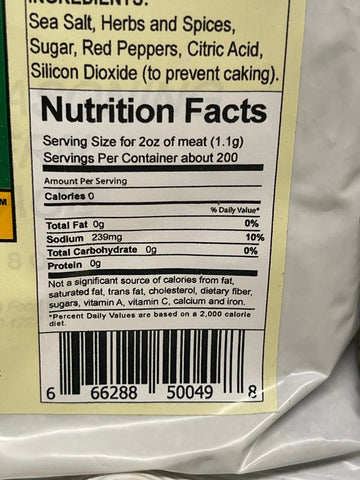 INGREDIENTS:
Sea Salt, Herbs and Spices,
Sugar, Red Peppers, Citric Acid,
Silicon Dioxide (to prevent caking).
Nutrition Facts
Serving Size for 2oz of meat (1.1g)
Servings Per Container about 200
Amount Per Serving
Calories 0
% Daily Value*
Total Fat 0g 0%
Sodium 239mg 10%
Total Carbohydrate 0g 0%
Protein 0g
Not a significant source of calories from fat,
saturated fat, trans fat, cholesterol, dietary fiber,
sugars, vitamin A, vitamin C, calcium and iron.
*Percent Daily Values are based on a 2,000 calorie
diet.
6 66288 50049 8
TM